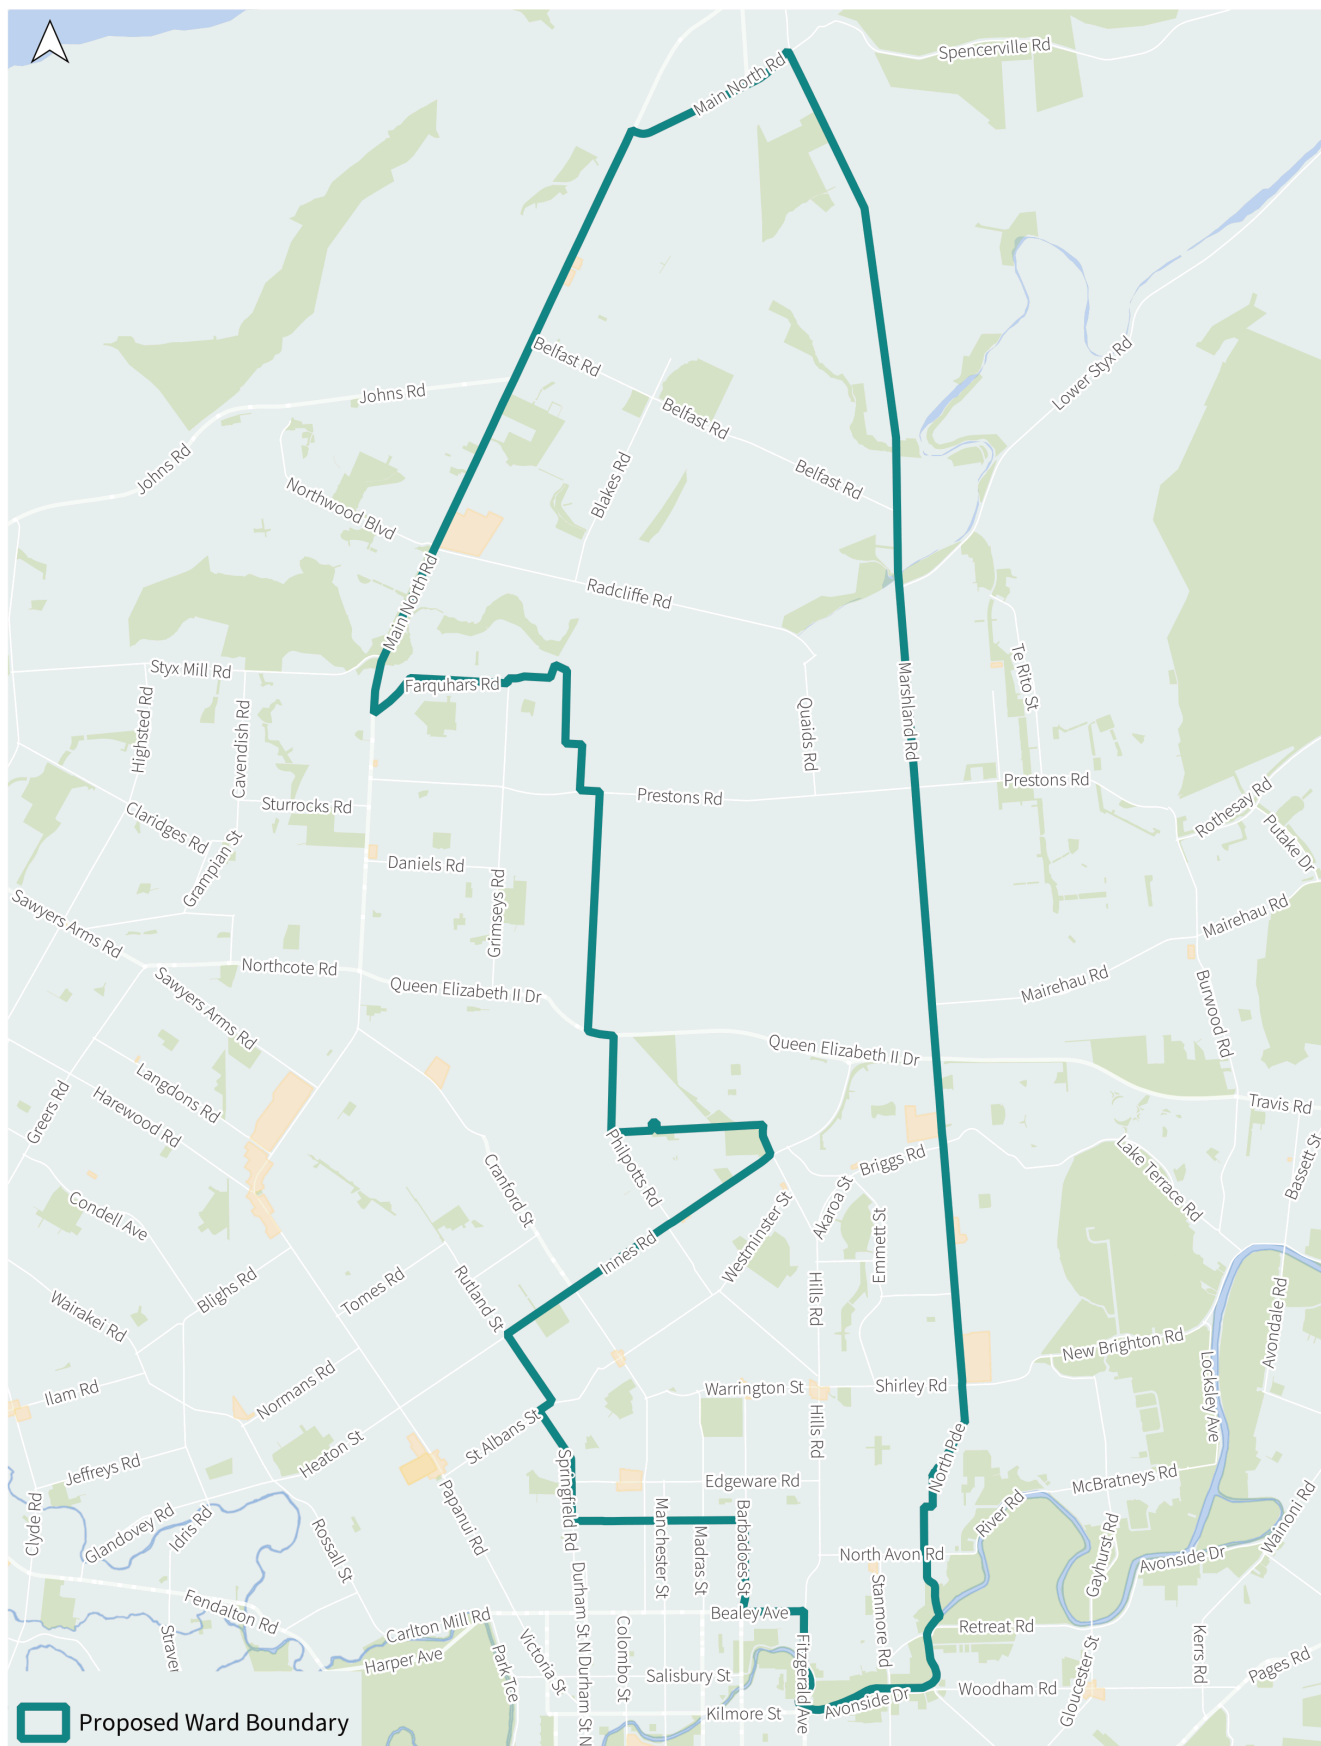 Spencerville Rd
Main North Rd
Lower Styx Rd
Belfast Rd
Johns Rd
Belfast Rd
Johns Rd
Belfast Rd
Blakes Rd
Northwood Blvd
Main North Rd
Radcliffe Rd
Te Rito St
Styx Mill Rd
Farquhars Rd
Marshland Rd
Highsted Rd
Cavendish Rd
Quaids Rd
Prestons Rd
Prestons Rd
Sturrocks Rd
Rothesay Rd
Claridges Rd
Putake Dr
Grampian St
Daniels Rd
Grimseys Rd
Sawyers Arms Rd
Mairehau Rd
Northcote Rd
Mairehau Rd
Sawyers Arms Rd
Queen Elizabeth II Dr
Burwood Rd
Queen Elizabeth II Dr
Langdons Rd
Harewood Rd
Greers Rd
Travis Rd
Philpotts Rd
Briggs Rd
Lake Terrace Rd
Bassett St
Cranford St
Akaroa St
Condell Ave
Westminster St
Emmett St
Innes Rd
Blighs Rd
Tomes Rd
Rutland St
Hills Rd
Avondale Rd
Wairakei Rd
New Brighton Rd
Locksley Ave
Ilam Rd
Normans Rd
Warrington St
Shirley Rd
St Albans St
Hills Rd
Heaton St
Jeffreys Rd
North Pde
Springfield Rd
Edgeware Rd
McBratneys Rd
Papanui Rd
Clyde Rd
Glandovey Rd
Idris Rd
Rossall St
Manchester St
Madras St
Barbadoes St
River Rd
Wainoni Rd
North Avon Rd
Gayhurst Rd
Avonside Dr
Fendalton Rd
Stanmore Rd
Durham St N
Bealey Ave
Carlton Mill Rd
Retreat Rd
Straven
Harper Ave
Park Tce
Victoria St
Colombo St
Fitzgerald Ave
Gloucester St
Kerrs Rd
Pages Rd
Salisbury St
Woodham Rd
Durham St N
Kilmore St
Avonside Dr
Proposed Ward Boundary